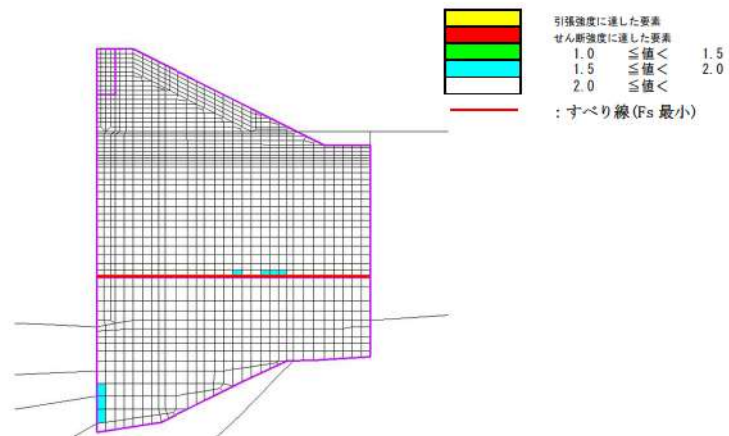 引張強度に達した要素
せん断強度に達した要素
1.0 ≦値< 1.5
1.5 ≦値< 2.0
2.0 ≦値<
：すべり線(Fs 最小)